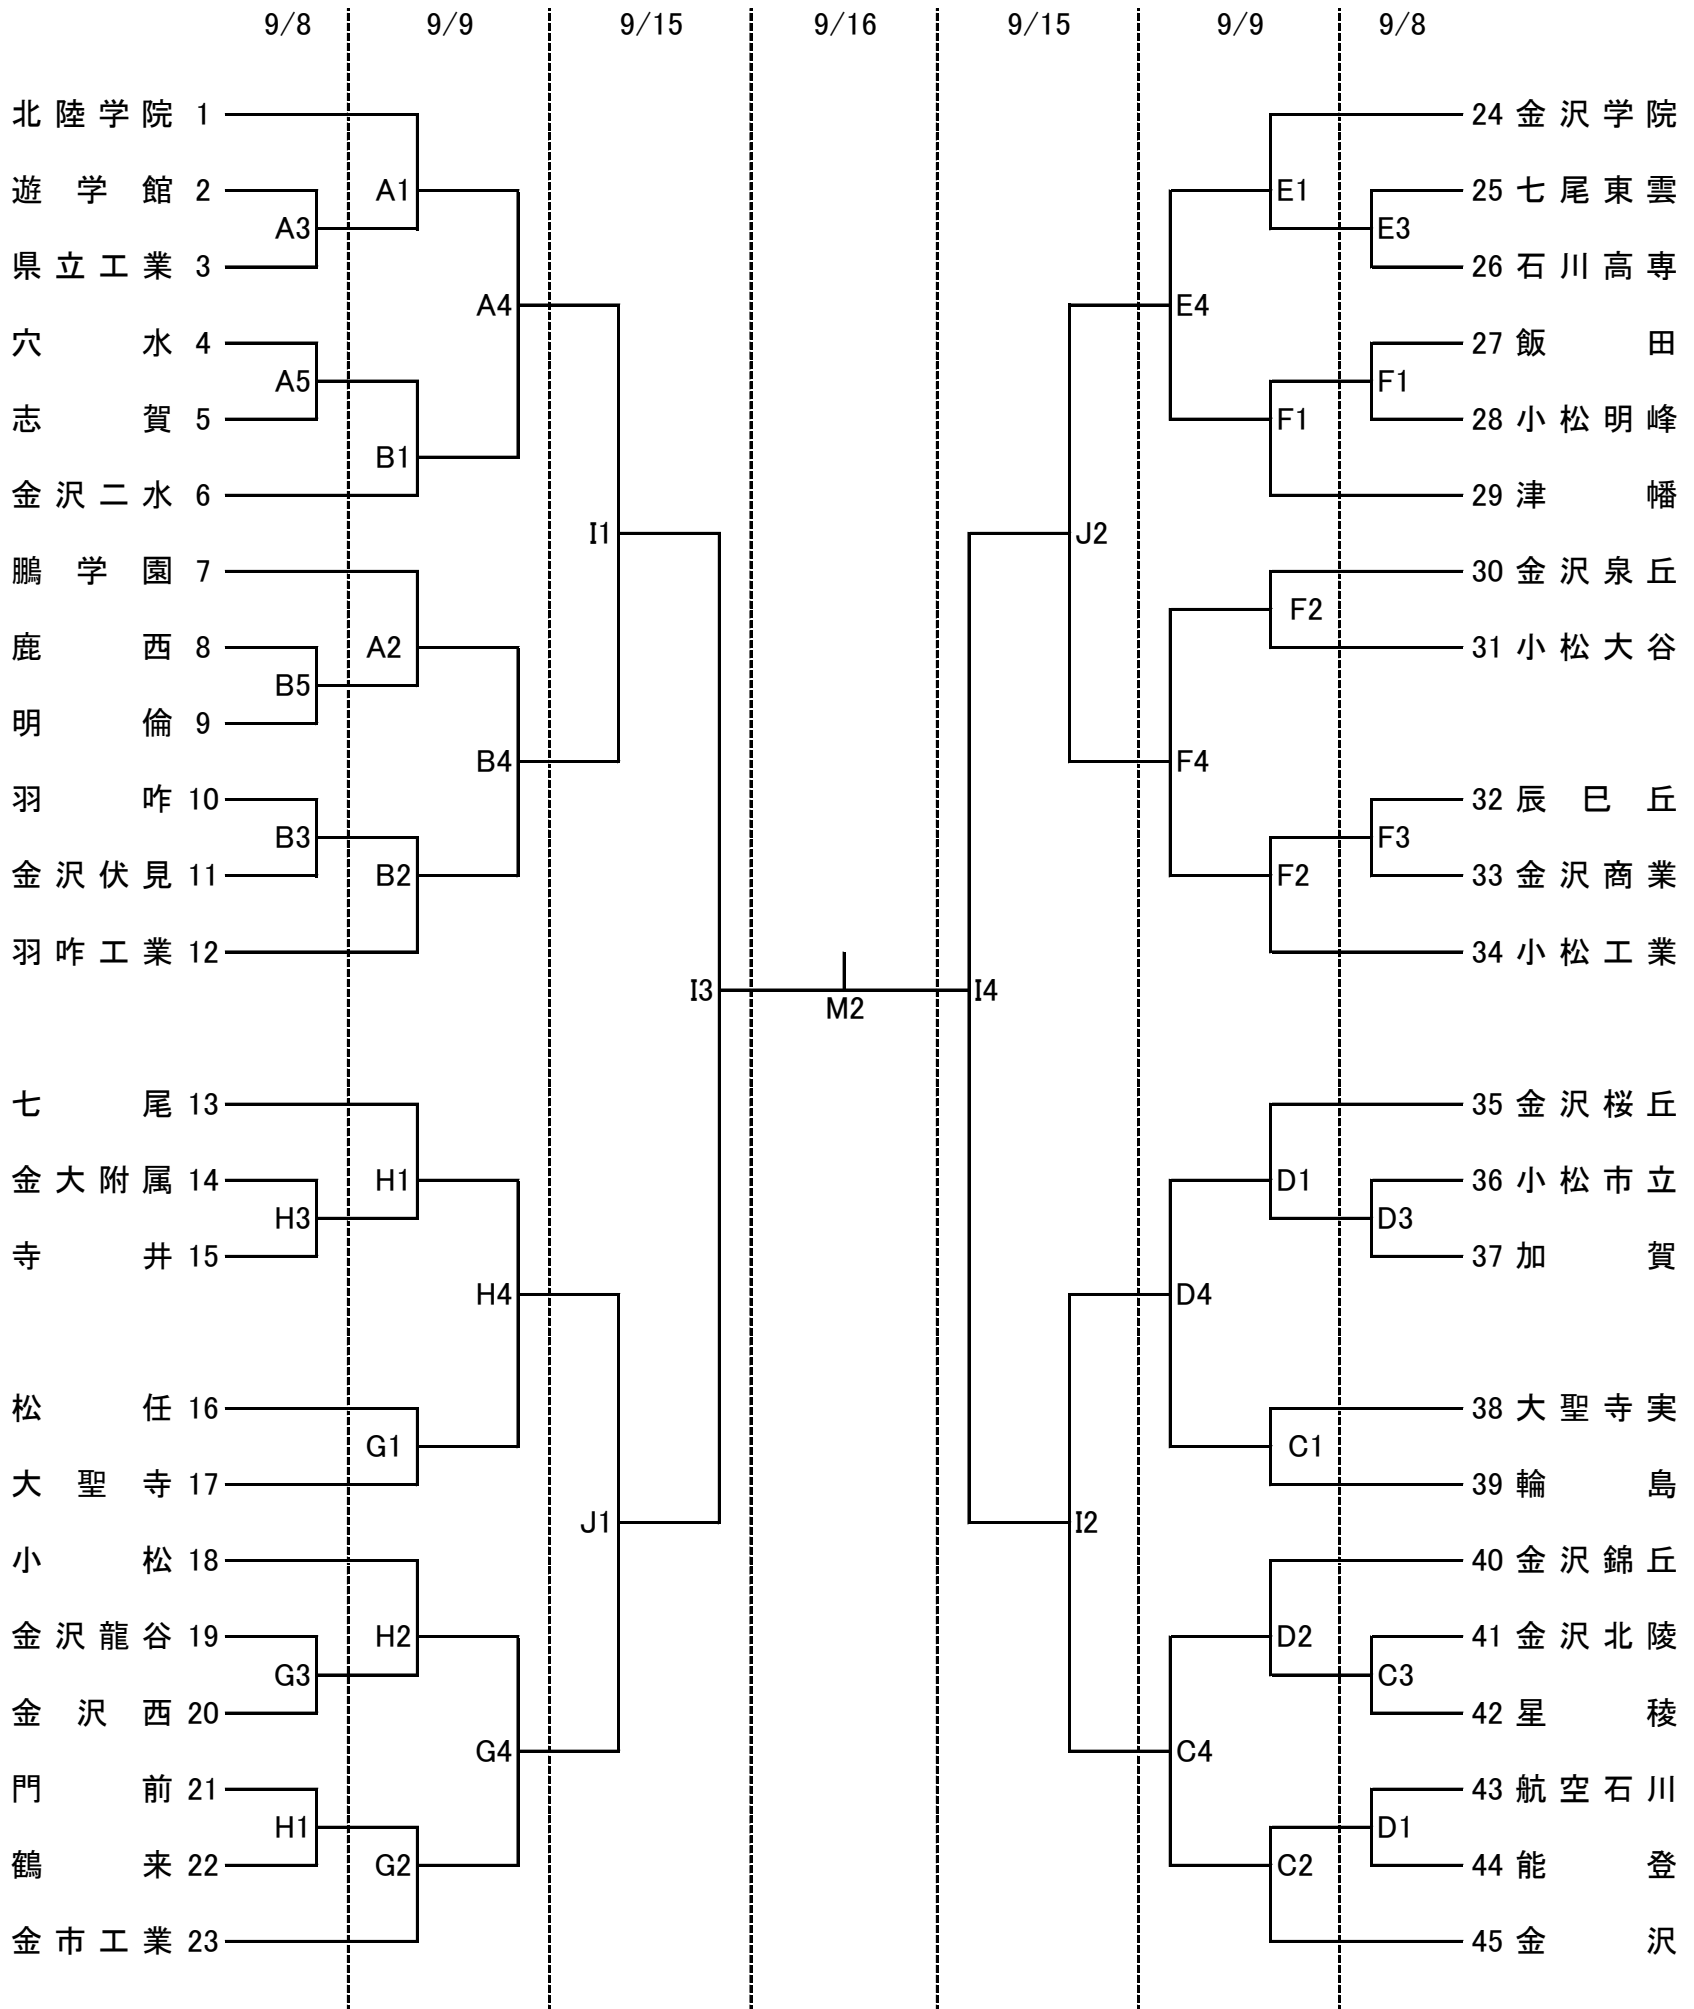 9/8 9/9 9/15 9/16 9/15 9/9 9/8
北陸学院 1 24 金沢学院
遊学館 2 A1 E1 25 七尾東雲
A3 E3
県立工業 3 26 石川高専
A4 E4
穴水 4 27 飯田
A5 F1
志賀 5 F1 28 小松明峰
B1
金沢二水 6 29 津幡
I1 J2
鵬学園 7 30 金沢泉丘
F2
鹿西 8 A2 31 小松大谷
B5
明倫 9
B4 F4
羽咋 10 32 辰巳丘
B3 F3
金沢伏見 11 B2 F2 33 金沢商業
羽咋工業 12 34 小松工業
I3 I4
M2
七尾 13 35 金沢桜丘
金大附属 14 H1 D1 36 小松市立
H3 D3
寺井 15 37 加賀
H4 D4
松任 16 38 大聖寺実
G1 C1
大聖寺 17 39 輪島
J1 I2
小松 18 40 金沢錦丘
金沢龍谷 19 H2 D2 41 金沢北陵
G3 C3
金沢西 20 42 星稜
G4 C4
門前 21 43 航空石川
H1 D1
鶴来 22 G2 C2 44 能登
金市工業 23 45 金沢